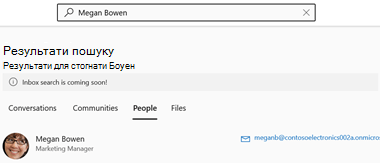 Megan Bowen
Результати пошуку
Результати для стогнати Боуен
Inbox search is coming soon!
Conversations Communities People Files
Megan Bowen
Marketing Manager
meganb@contosoelectronics002a.onmicros